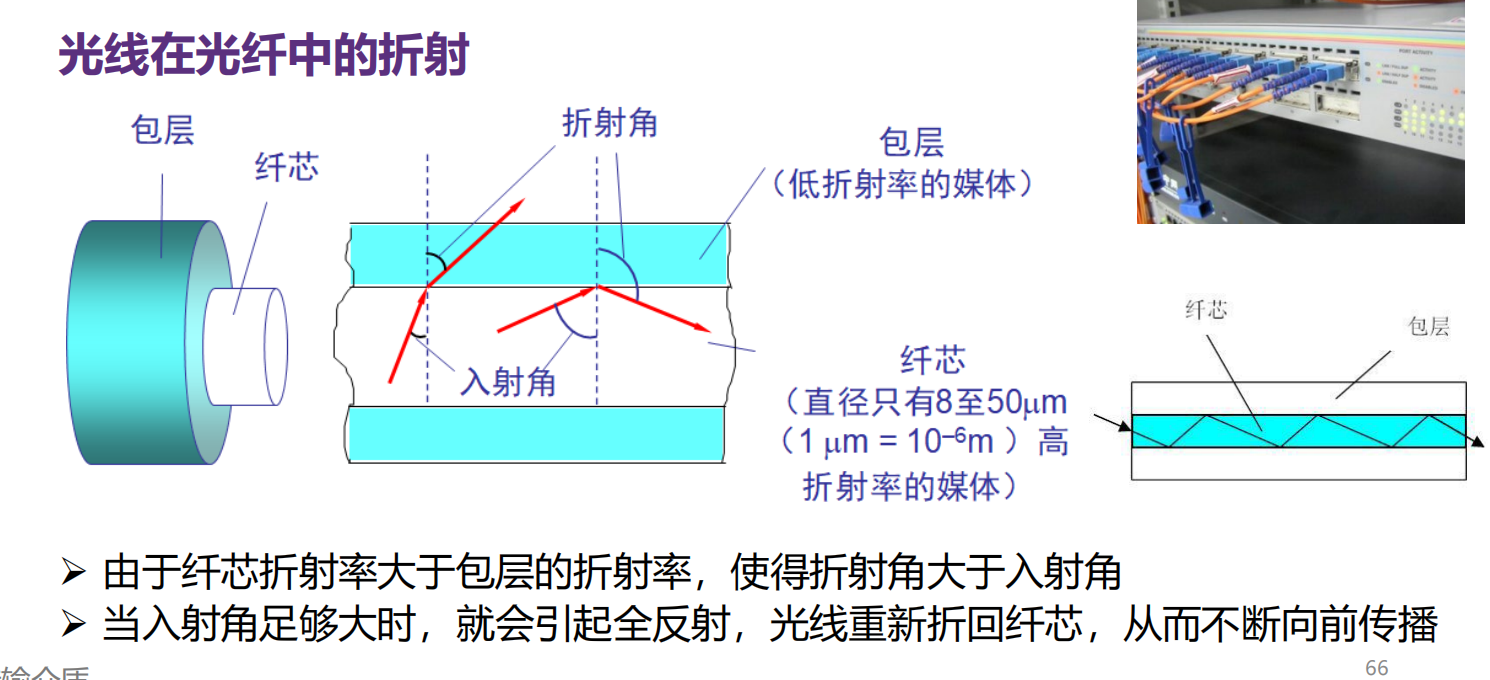 光线在光纤中的折射
PORT ACTIVITY
包层
纤芯
折射角
包层
（低折射率的媒体）
入射角
纤芯
（直径只有8至50μm
（1 μm = 10⁻⁶m ）高
折射率的媒体）
纤芯
包层
➢ 由于纤芯折射率大于包层的折射率，使得折射角大于入射角
➢ 当入射角足够大时，就会引起全反射，光线重新折回纤芯，从而不断向前传播
66